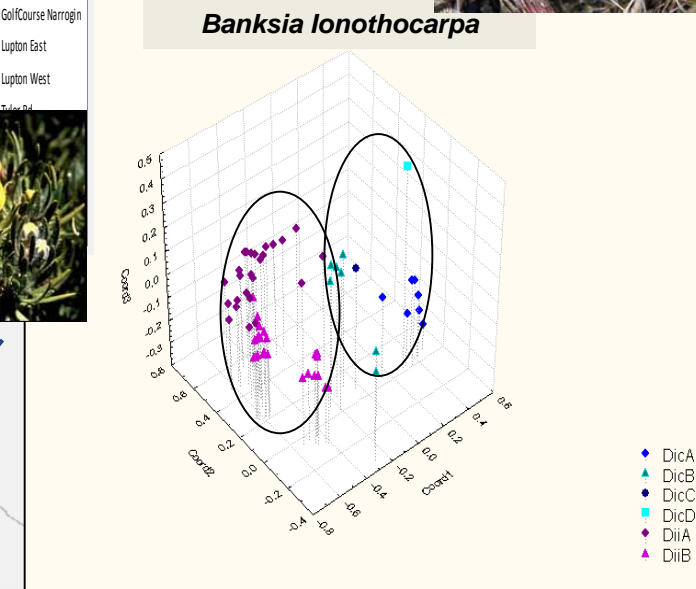 GolfCourse Narrogin
Lupton East
Lupton West
Banksia Ionothocarpa
0.5
0.4
0.3
0.2
0.1
0.0
-0.1
-0.2
-0.3
Coord3
0.8
0.6
0.4
0.2
0.0
-0.2
-0.4
Coord2
-0.8
-0.6
-0.4
-0.2
0.0
0.2
0.4
0.6
Coord1
DicA
DicB
DicC
DicD
DiiA
DiiB